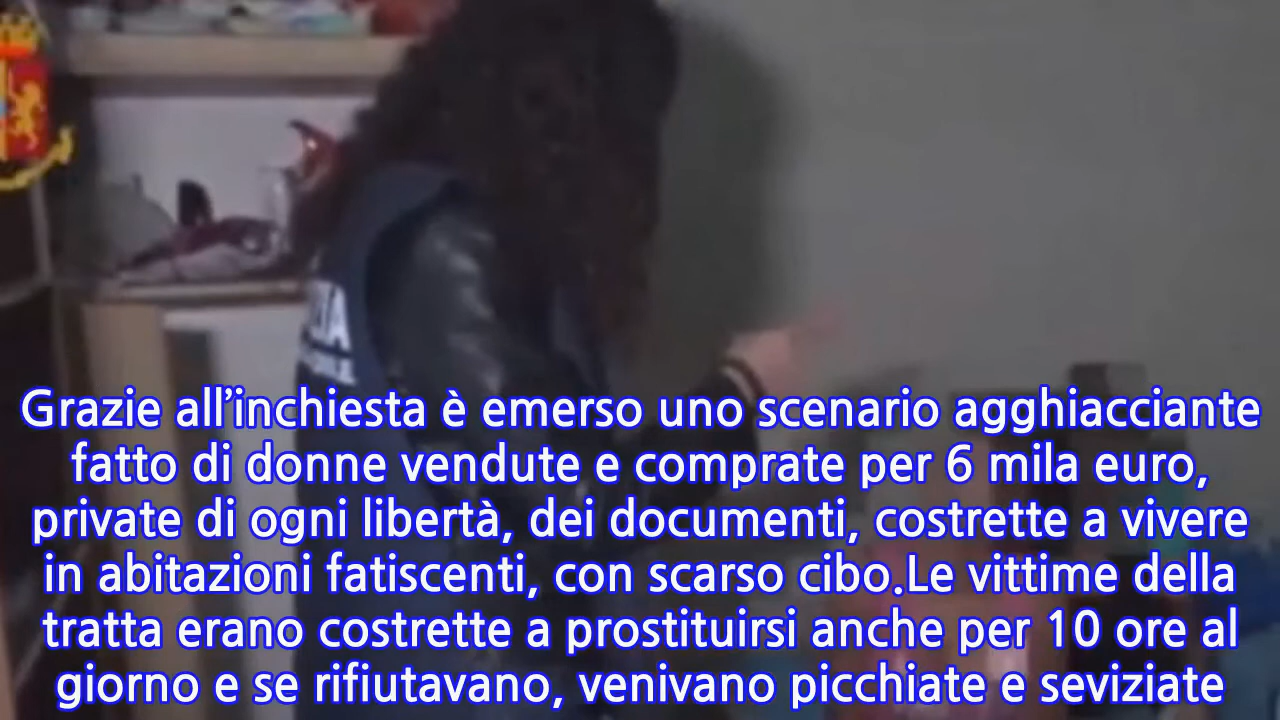 Grazie all'inchiesta è emerso uno scenario agghiacciante
fatto di donne vendute e comprate per 6 mila euro,
private di ogni libertà, dei documenti, costrette a vivere
in abitazioni fatiscenti, con scarso cibo.Le vittime della
tratta erano costrette a prostituirsi anche per 10 ore al
giorno e se rifiutavano, venivano picchiate e seviziate